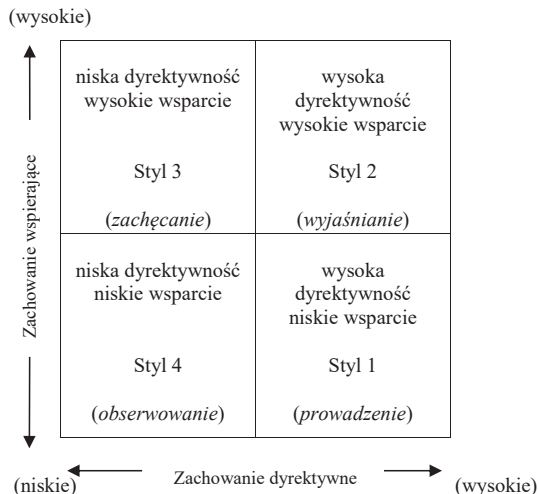 (wysokie)
niska dyrektywność
wysokie wsparcie
Styl 3
(zachęcanie)
wysoka
dyrektywność
wysokie wsparcie
Styl 2
(wyjaśnianie)
Zachowanie wspierające
niska dyrektywność
niskie wsparcie
Styl 4
(obserwowanie)
wysoka
dyrektywność
niskie wsparcie
Styl 1
(prowadzenie)
(niskie)
Zachowanie dyrektywne
(wysokie)